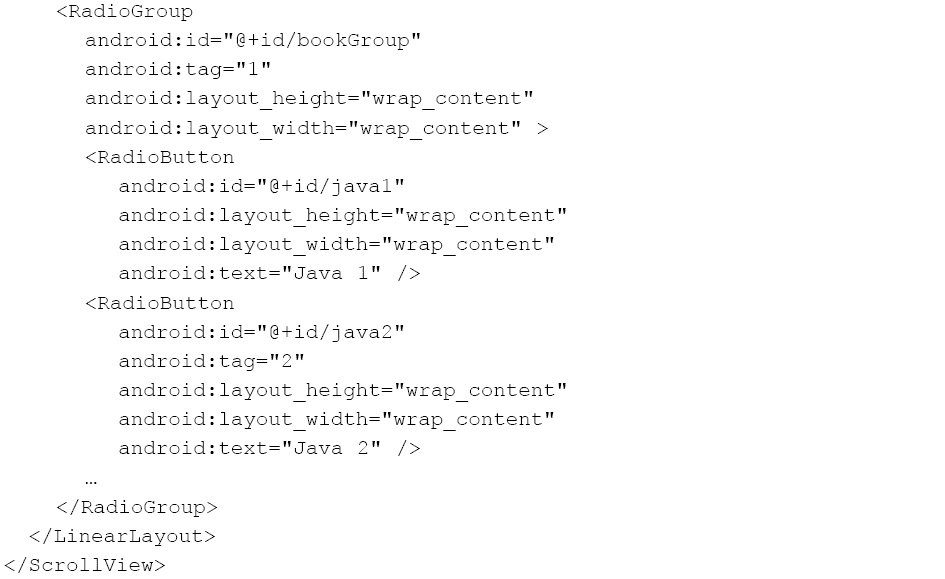 <RadioGroup
android:id="@+id/bookGroup"
android:tag="1"
android:layout_height="wrap_content"
android:layout_width="wrap_content" >
<RadioButton
android:id="@+id/java1"
android:layout_height="wrap_content"
android:layout_width="wrap_content"
android:text="Java 1" />
<RadioButton
android:id="@+id/java2"
android:tag="2"
android:layout_height="wrap_content"
android:layout_width="wrap_content"
android:text="Java 2" />
…
</RadioGroup>
</LinearLayout>
</ScrollView>